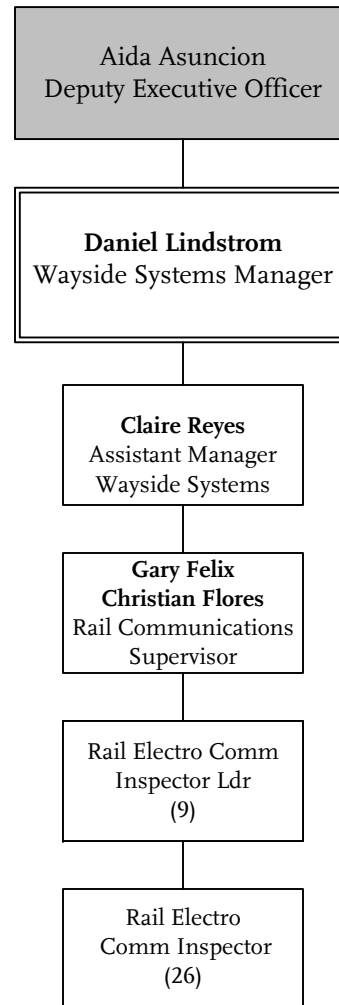 Aida Asuncion
Deputy Executive Officer
Daniel Lindstrom
Wayside Systems Manager
Claire Reyes
Assistant Manager
Wayside Systems
Gary Felix
Christian Flores
Rail Communications
Supervisor
Rail Electro Comm
Inspector Ldr
(9)
Rail Electro
Comm Inspector
(26)